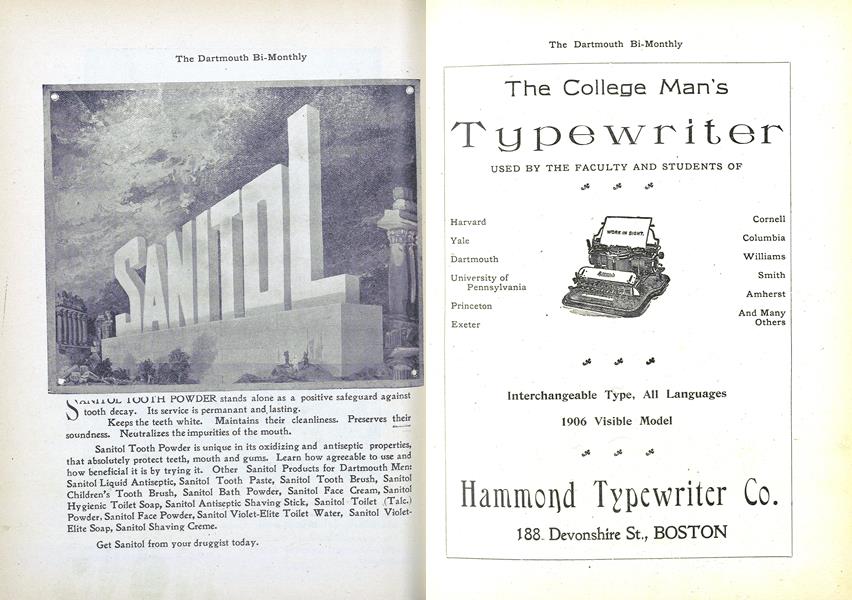 The Dartmouth Bi-Monthly
SANITOL
SANITOL TOOTH POWDER stands alone as a positive safeguard against
tooth decay. Its service is permanant and lasting.
Keeps the teeth white. Maintains their cleanliness. Preserves their
soundness. Neutralizes the impurities of the mouth.
Sanitol Tooth Powder is unique in its oxidizing and antiseptic properties,
that absolutely protect teeth, mouth and gums. Learn how agreeable to use and
how beneficial it is by trying it. Other Sanitol Products for Dartmouth Men:
Sanitol Liquid Antiseptic, Sanitol Tooth Paste, Sanitol Tooth Brush, Sanitol
Children's Tooth Brush, Sanitol Bath Powder, Sanitol Face Cream, Sanitol
Hygienic Toilet Soap, Sanitol Antiseptic Shaving Stick, Sanitol Toilet (Talc.)
Powder, Sanitol Face Powder, Sanitol Violet-Elite Toilet Water, Sanitol Violet-
Elite Soap, Sanitol Shaving Creme.
Get Sanitol from your druggist today.
The Dartmouth Bi-Monthly
The College Man's
Typewriter
USED BY THE FACULTY AND STUDENTS OF
Harvard
Yale
Dartmouth
University of
Pennsylvania
Princeton
Exeter
WORK IN SIGHT.
Cornell
Columbia
Williams
Smith
Amherst
And Many
Others
Interchangeable Type, All Languages
1906 Visible Model
Hammond Typewriter Co.
188 Devonshire St., BOSTON